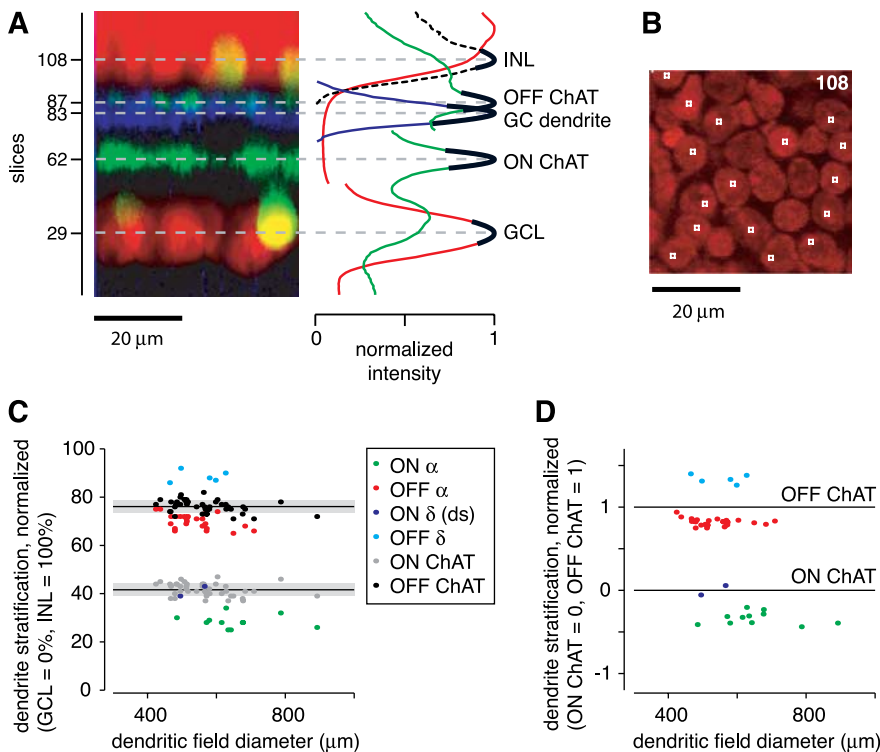 A
slices
108
87
83
62
29
20 μm
INL
OFF ChAT
GC dendrite
ON ChAT
GCL
0
1
normalized
intensity
B
108
20 μm
C
dendrite stratification, normalized
(GCL = 0%, INL = 100%)
100
80
60
40
20
0
400
800
dendritic field diameter (μm)
ON α
OFF α
ON δ (ds)
OFF δ
ON ChAT
OFF ChAT
D
dendrite stratification, normalized
(ON ChAT = 0, OFF ChAT = 1)
1
0
-1
OFF ChAT
ON ChAT
400
800
dendritic field diameter (μm)